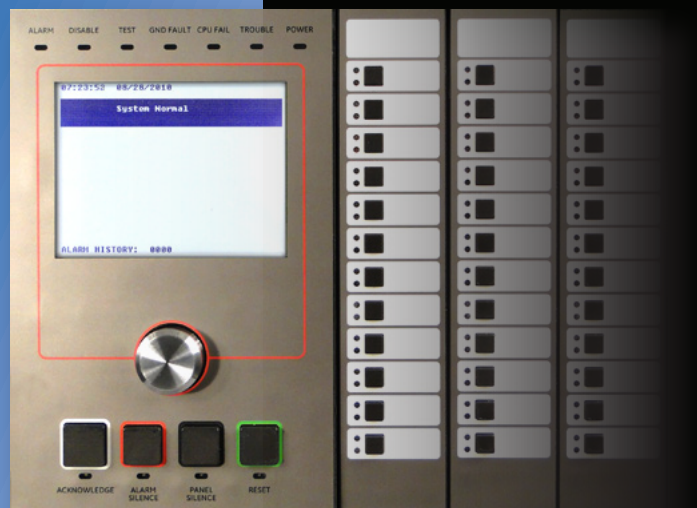 ALARM DISABLE TEST GND FAULT CPU FAIL TROUBLE POWER
07:23:52 08/28/2010
System Normal
ALARM HISTORY: 0000
ACKNOWLEDGE ALARM SILENCE PANEL SILENCE RESET